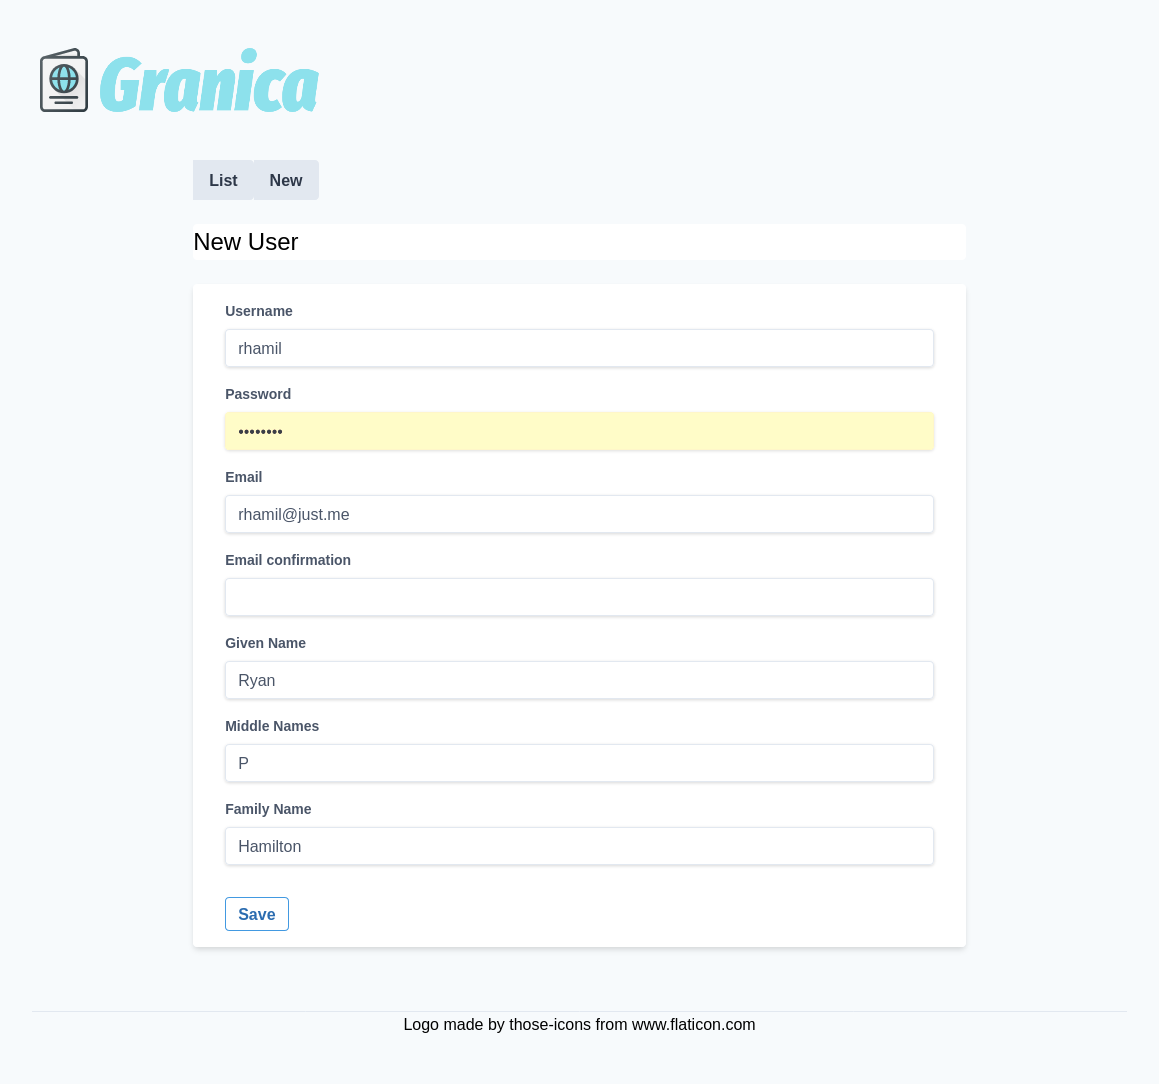 Granica
List New
New User
Username
rhamil
Password
••••••••
Email
rhamil@just.me
Email confirmation
Given Name
Ryan
Middle Names
P
Family Name
Hamilton
Save
Logo made by those-icons from www.flaticon.com